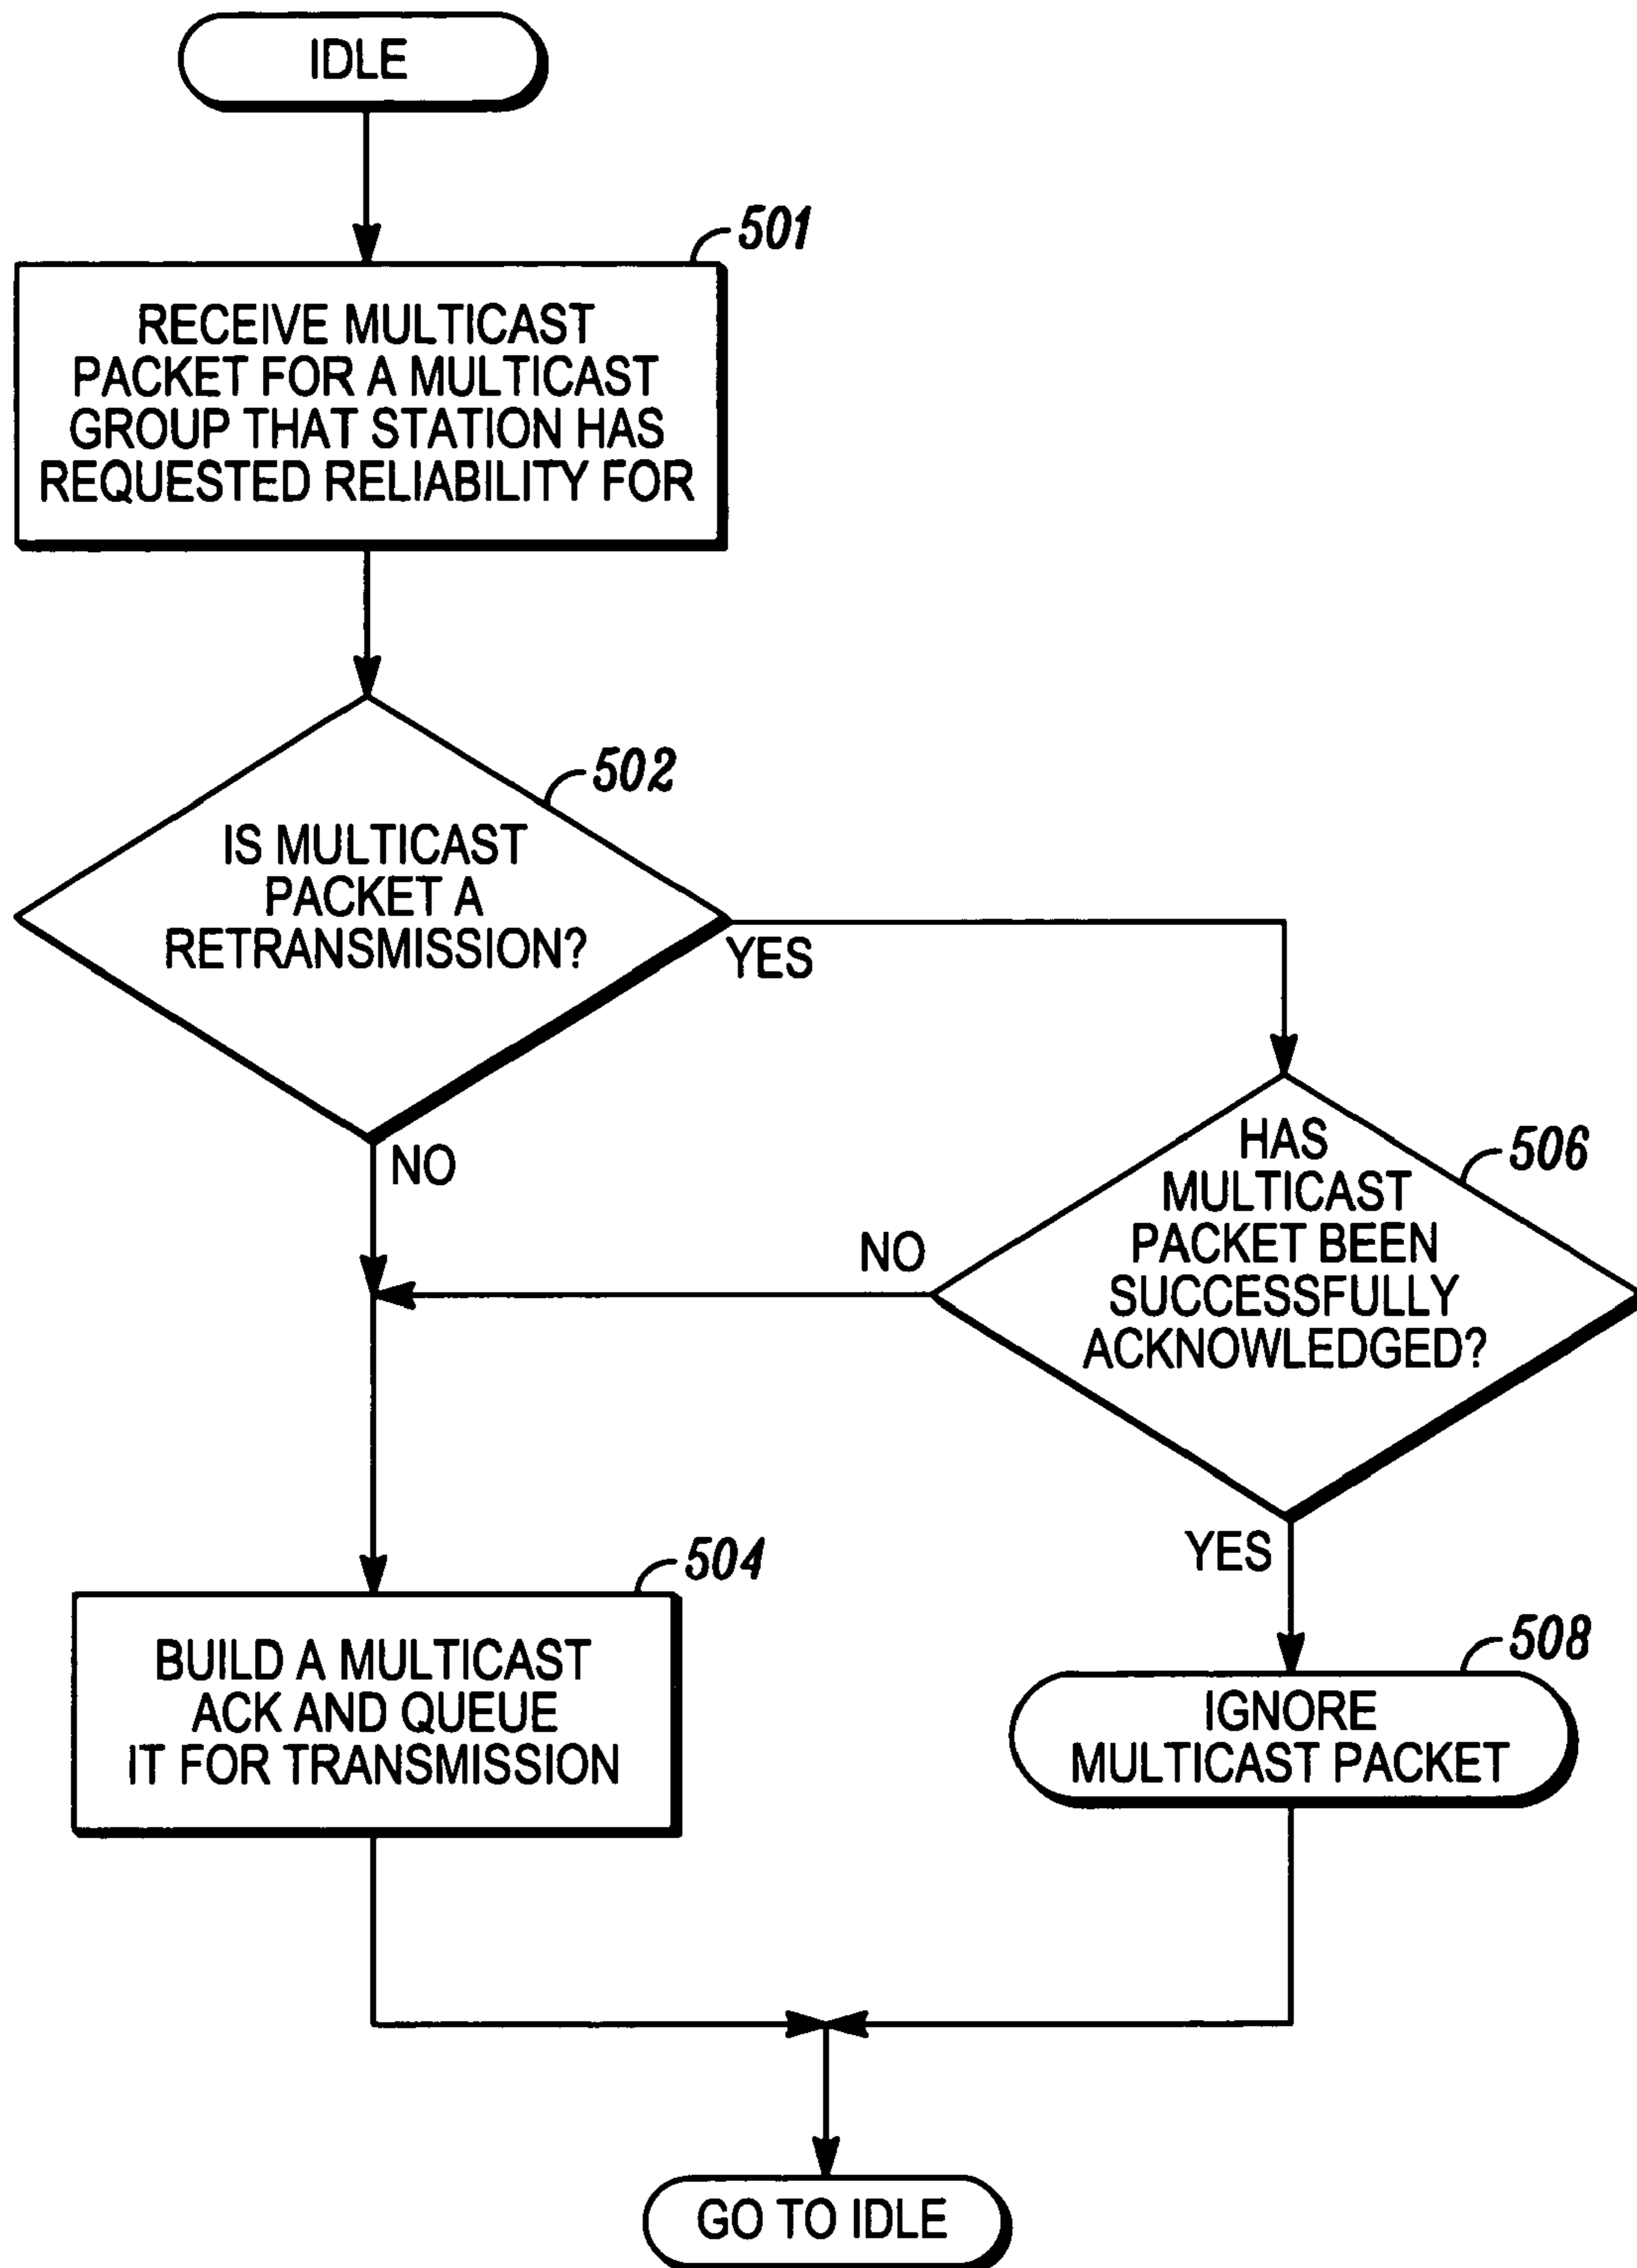 IDLE
501
RECEIVE MULTICAST
PACKET FOR A MULTICAST
GROUP THAT STATION HAS
REQUESTED RELIABILITY FOR
502
IS MULTICAST
PACKET A
RETRANSMISSION?
YES
NO
506
HAS
MULTICAST
PACKET BEEN
SUCCESSFULLY
ACKNOWLEDGED?
NO
YES
504
BUILD A MULTICAST
ACK AND QUEUE
IT FOR TRANSMISSION
508
IGNORE
MULTICAST PACKET
GO TO IDLE